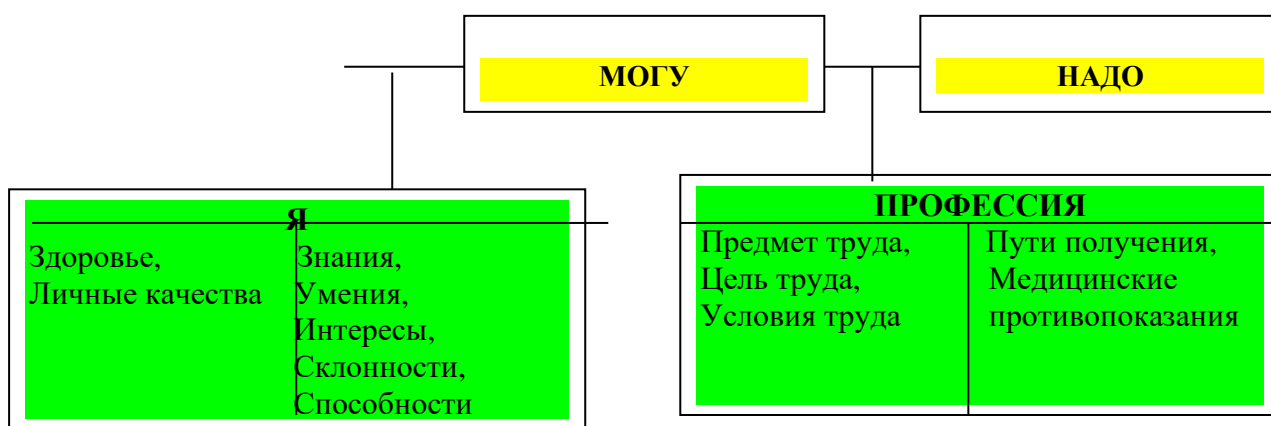 МОГУ
НАДО
Я
Здоровье,
Личные качества
Знания,
Умения,
Интересы,
Склонности,
Способности
ПРОФЕССИЯ
Предмет труда,
Цель труда,
Условия труда
Пути получения,
Медицинские
противопоказания